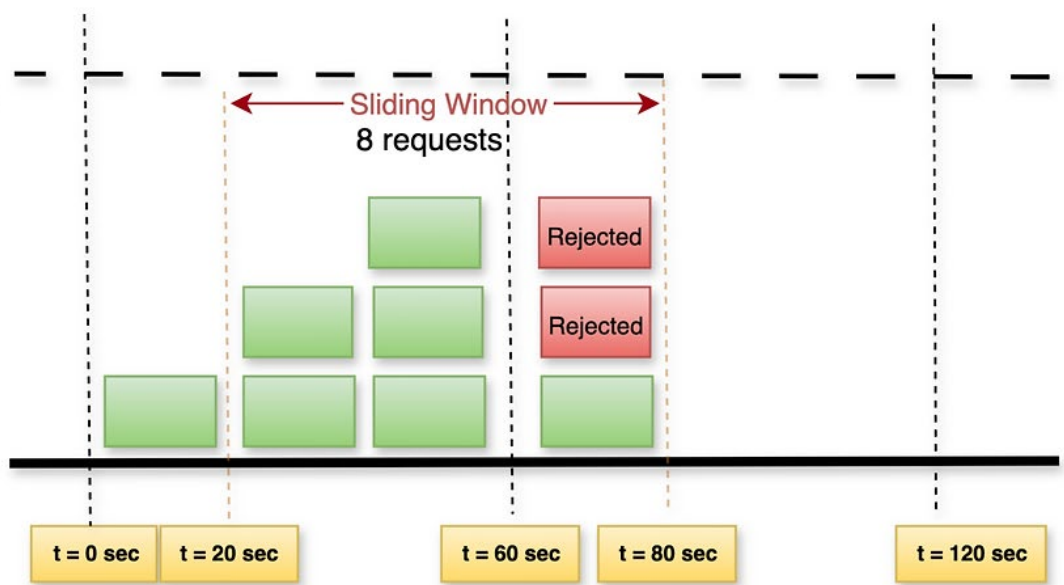 Sliding Window
8 requests
Rejected
Rejected
t = 0 sec
t = 20 sec
t = 60 sec
t = 80 sec
t = 120 sec